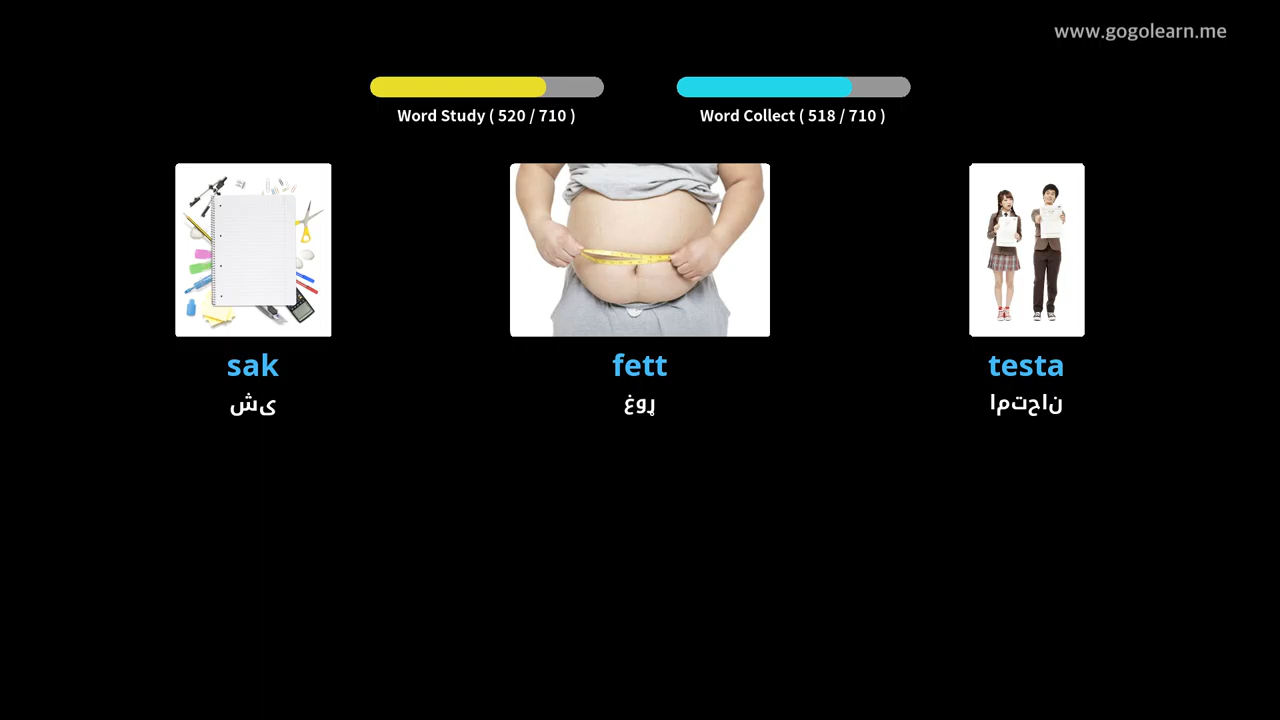 www.gogolearn.me
Word Study ( 520 / 710 )
Word Collect ( 518 / 710 )
sak
شی
fett
غوړ
testa
امتحان